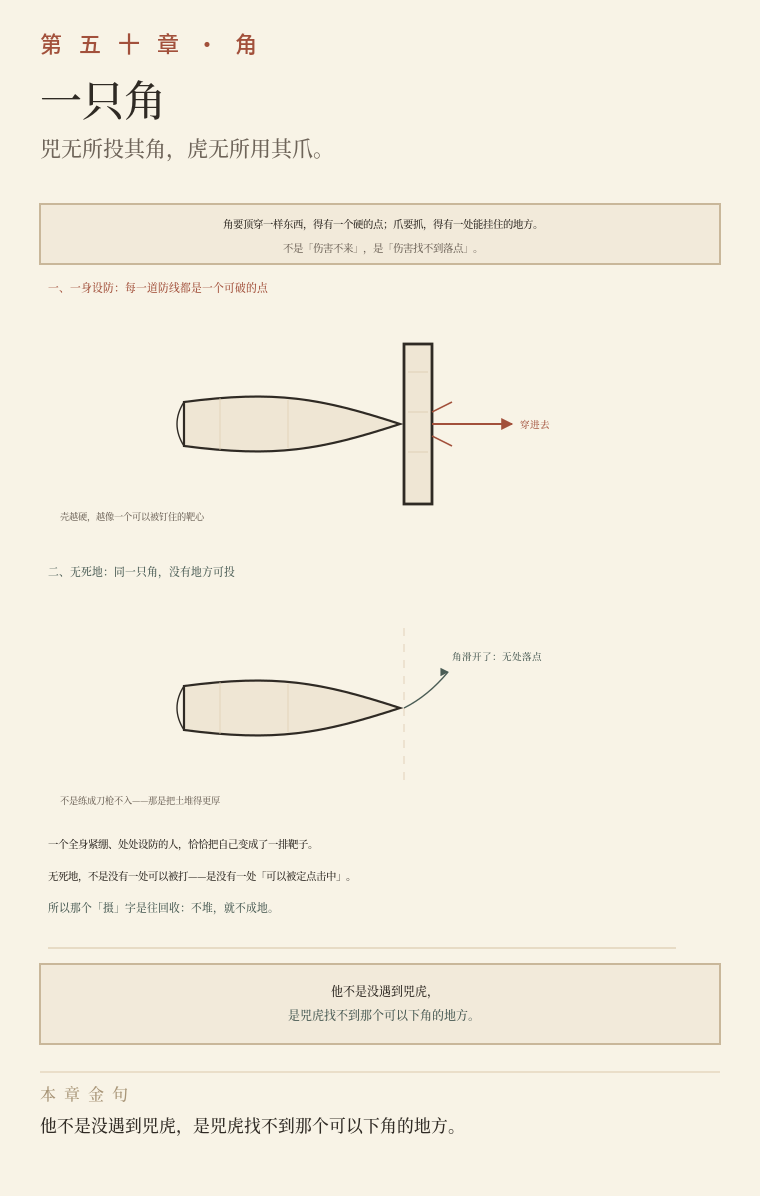 第五十章·角
一只角
兕无所投其角，虎无所用其爪。
角要顶穿一样东西，得有一个硬的点；爪要抓，得有一处能挂住的地方。
不是「伤害不来」，是「伤害找不到落点」。
一、一身设防：每一道防线都是一个可破的点
穿进去
壳越硬，越像一个可以被钉住的靶心
二、无死地：同一只角，没有地方可投
角滑开了：无处落点
不是练成刀枪不入——那是把土堆得更厚
一个全身紧绷、处处设防的人，恰恰把自己变成了一排靶子。
无死地，不是没有一处可以被打——是没有一处「可以被定点击中」。
所以那个「摄」字是往回收：不堆，就不成地。
他不是没遇到兕虎，
是兕虎找不到那个可以下角的地方。
本章金句
他不是没遇到兕虎，是兕虎找不到那个可以下角的地方。